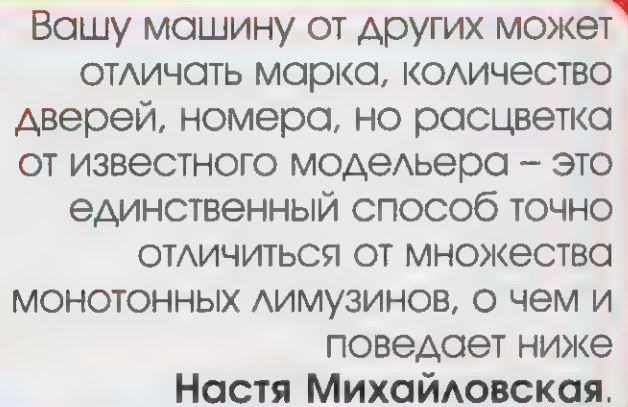 Вашу машину от других может
отличать марка, количество
дверей, номера, но расцветка
от известного модельера – это
единственный способ точно
отличиться от множества
монотонных лимузинов, о чем и
поведает ниже
Настя Михайловская.